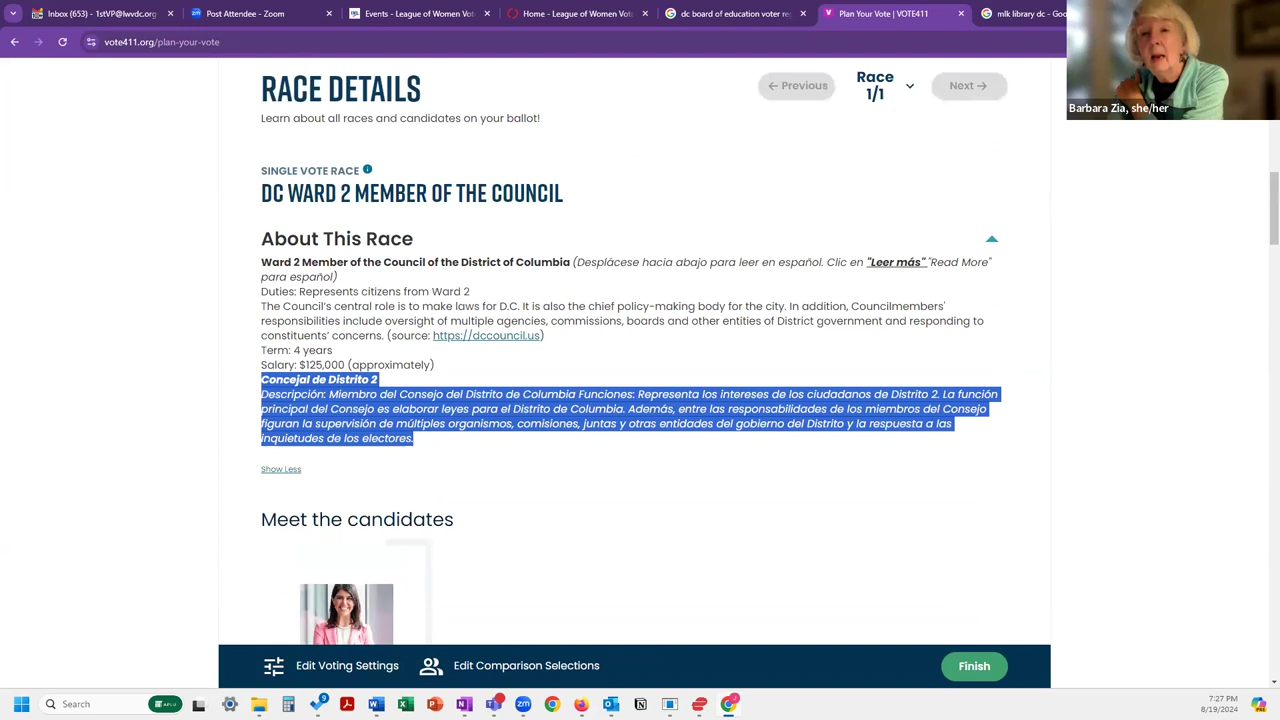 Inbox (653) - 1stVP@lwvdc.org
Post Attendee - Zoom
Events - League of Women Vot
Home - League of Women Vote
dc board of education voter re
Plan Your Vote | VOTE411
mlk library dc - Goo
vote411.org/plan-your-vote
Barbara Zia, she/her
RACE DETAILS
Learn about all races and candidates on your ballot!
← Previous
Race
1/1
Next →
SINGLE VOTE RACE
DC WARD 2 MEMBER OF THE COUNCIL
About This Race
Ward 2 Member of the Council of the District of Columbia (Desplácese hacia abajo para leer en español. Clic en "Leer más" "Read More"
para español)
Duties: Represents citizens from Ward 2
The Council's central role is to make laws for D.C. It is also the chief policy-making body for the city. In addition, Councilmembers'
responsibilities include oversight of multiple agencies, commissions, boards and other entities of District government and responding to
constituents' concerns. (source: https://dccouncil.us)
Term: 4 years
Salary: $125,000 (approximately)
Concejal de Distrito 2
Descripción: Miembro del Consejo del Distrito de Columbia Funciones: Representa los intereses de los ciudadanos de Distrito 2. La función
principal del Consejo es elaborar leyes para el Distrito de Columbia. Además, entre las responsabilidades de los miembros del Consejo
figuran la supervisión de múltiples organismos, comisiones, juntas y otras entidades del gobierno del Distrito y la respuesta a las
inquietudes de los electores.
Show Less
Meet the candidates
Edit Voting Settings
Edit Comparison Selections
Finish
Search
7:27 PM
8/19/2024